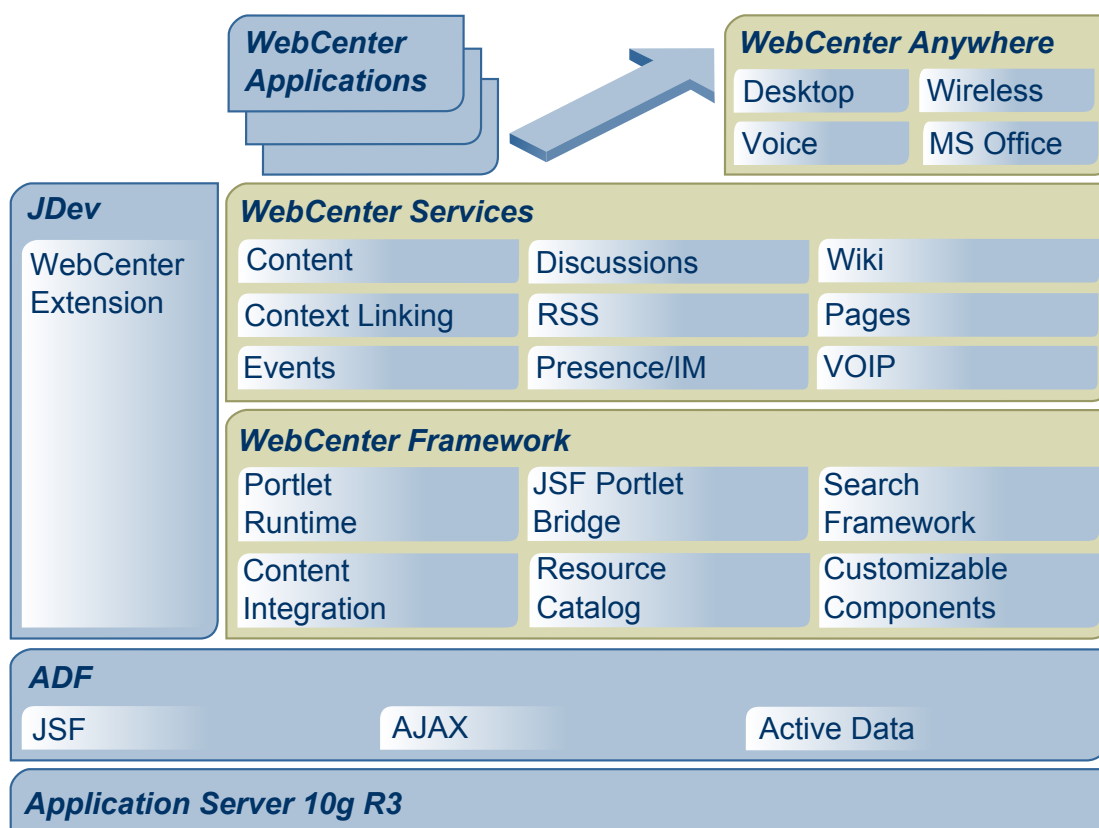 WebCenter
Applications
WebCenter Anywhere
Desktop
Wireless
Voice
MS Office
JDev
WebCenter
Extension
WebCenter Services
Content
Discussions
Wiki
Context Linking
RSS
Pages
Events
Presence/IM
VOIP
WebCenter Framework
Portlet
Runtime
JSF Portlet
Bridge
Search
Framework
Content
Integration
Resource
Catalog
Customizable
Components
ADF
JSF
AJAX
Active Data
Application Server 10g R3